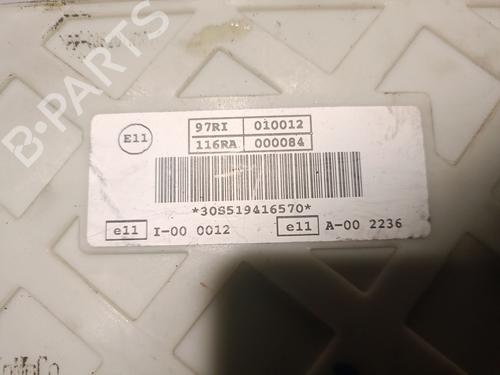 B-PARTS
E11
97RI 010012
116RA 000084
*30S519416570*
e11 I-00 0012
e11 A-00 2236